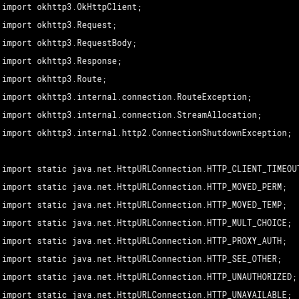 import okhttp3.OkHttpClient;
import okhttp3.Request;
import okhttp3.RequestBody;
import okhttp3.Response;
import okhttp3.Route;
import okhttp3.internal.connection.RouteException;
import okhttp3.internal.connection.StreamAllocation;
import okhttp3.internal.http2.ConnectionShutdownException;

import static java.net.HttpURLConnection.HTTP_CLIENT_TIMEOUT
import static java.net.HttpURLConnection.HTTP_MOVED_PERM;
import static java.net.HttpURLConnection.HTTP_MOVED_TEMP;
import static java.net.HttpURLConnection.HTTP_MULT_CHOICE;
import static java.net.HttpURLConnection.HTTP_PROXY_AUTH;
import static java.net.HttpURLConnection.HTTP_SEE_OTHER;
import static java.net.HttpURLConnection.HTTP_UNAUTHORIZED;
import static java.net.HttpURLConnection.HTTP_UNAVAILABLE;